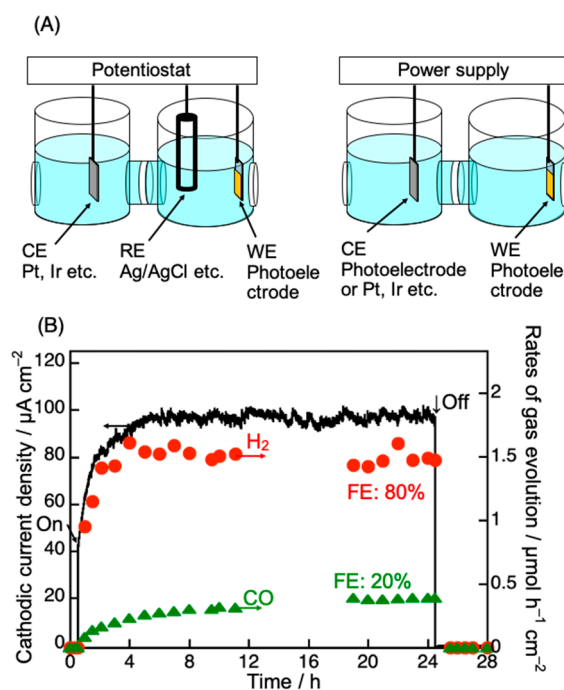 (A)
Potentiostat
Power supply
CE
Pt, Ir etc.
RE
Ag/AgCl etc.
WE
Photoele
ctrode
CE
Photoelectrode
or Pt, Ir etc.
WE
Photoele
ctrode
(B)
Cathodic current density / μA cm⁻²
120
100
80
60
40
20
0
On
Off
H₂
FE: 80%
CO
FE: 20%
2
1.5
1
0.5
0
Rates of gas evolution / μmol h⁻¹ cm⁻²
0 4 8 12 16 20 24 28
Time / h